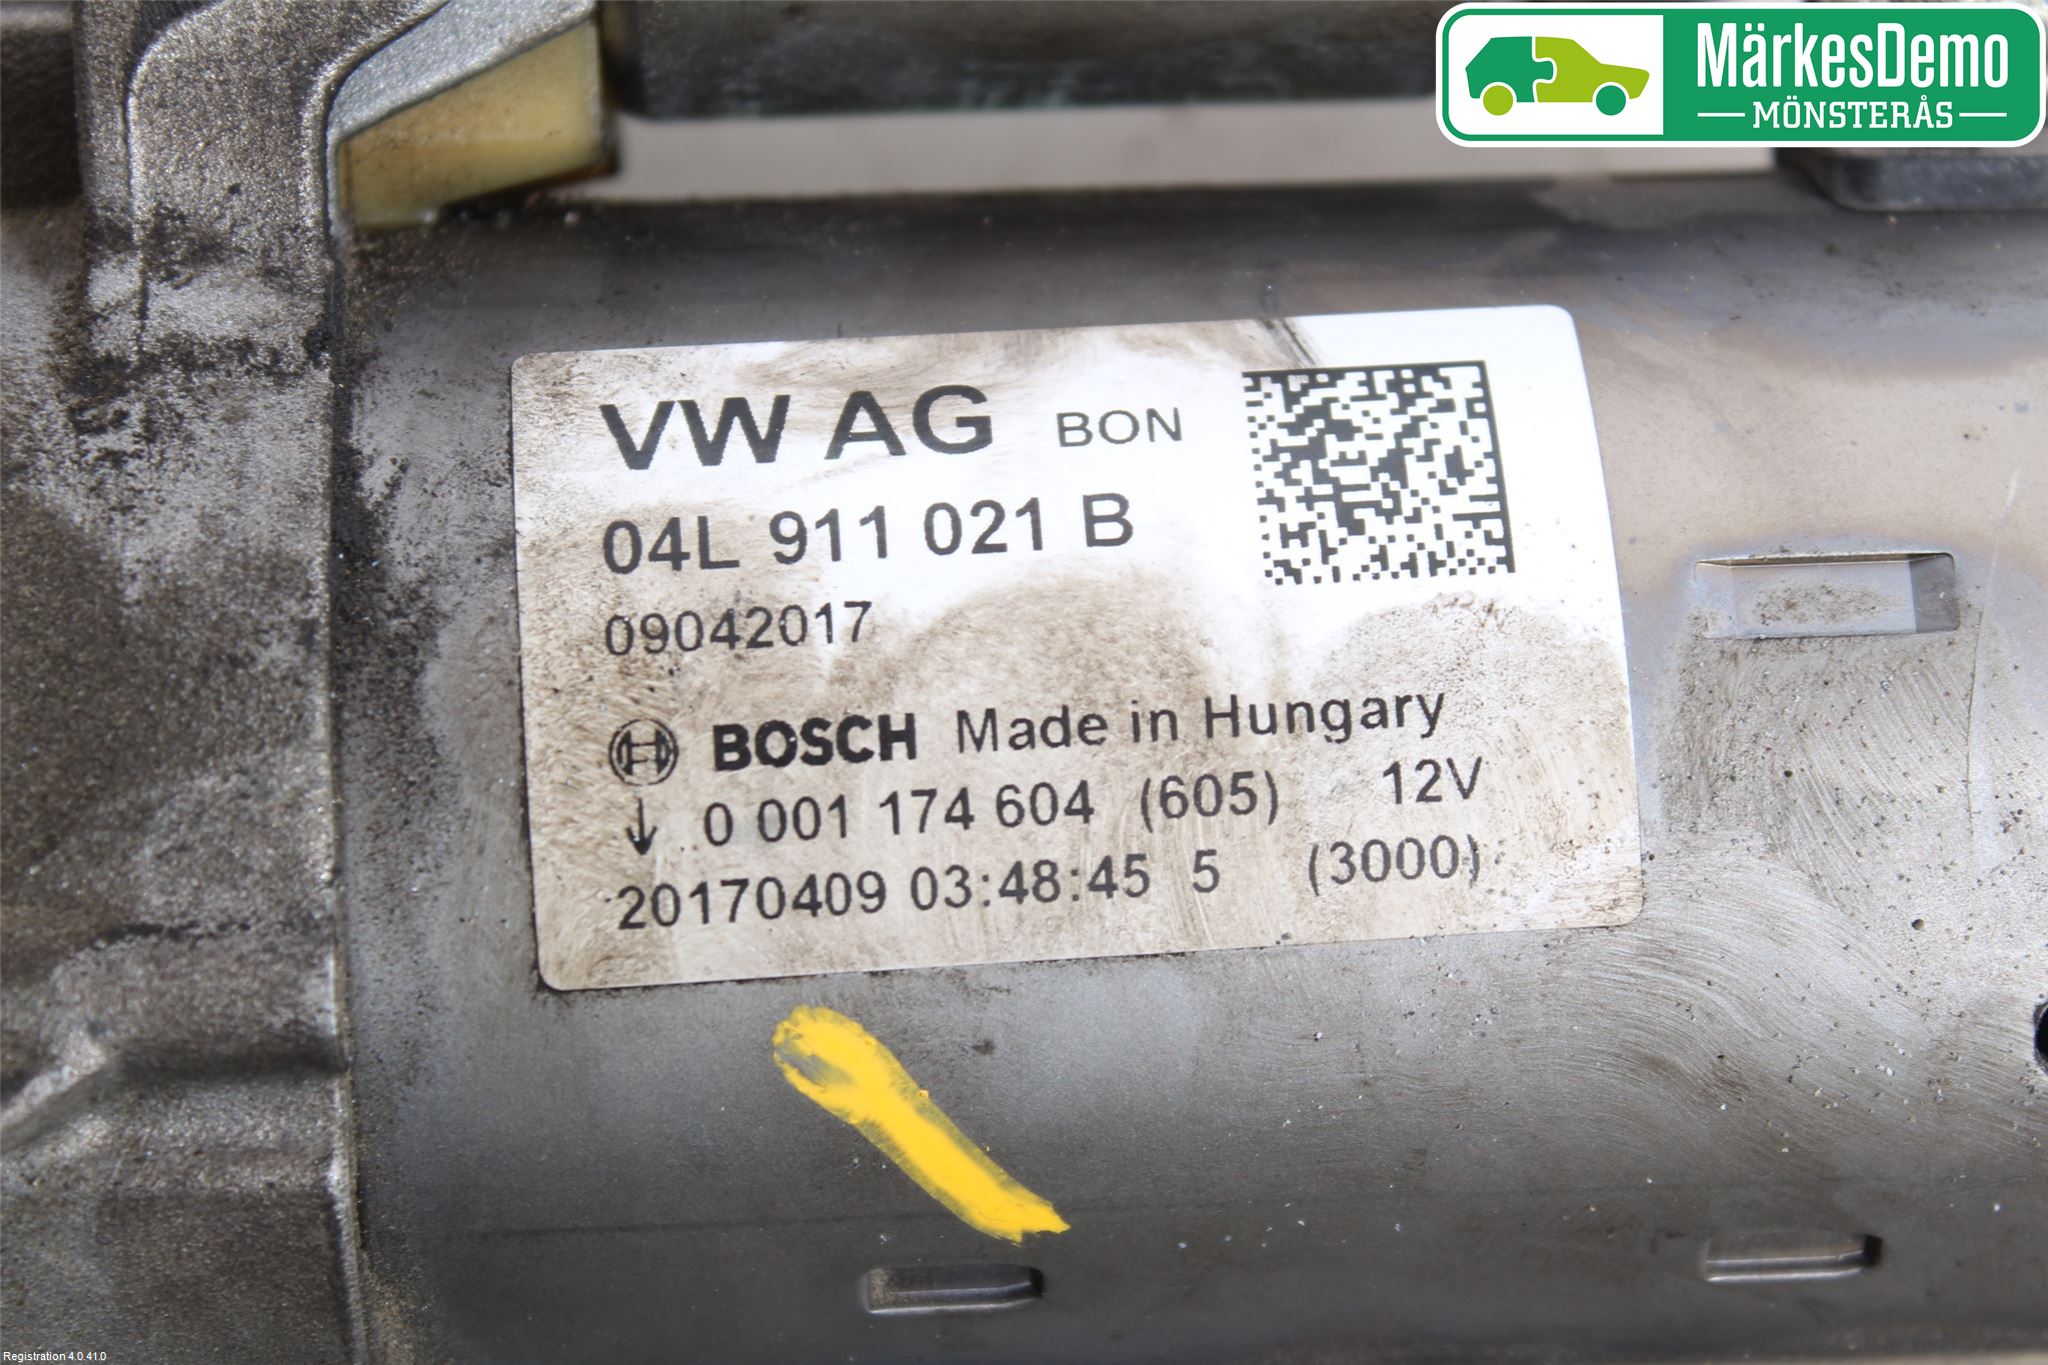 MärkesDemo
MÖNSTERÅS
VW AG BON
04L 911 021 B
09042017
BOSCH Made in Hungary
0 001 174 604 (605) 12V
20170409 03:48:45 5 (3000)
Registration 4.0.41.0